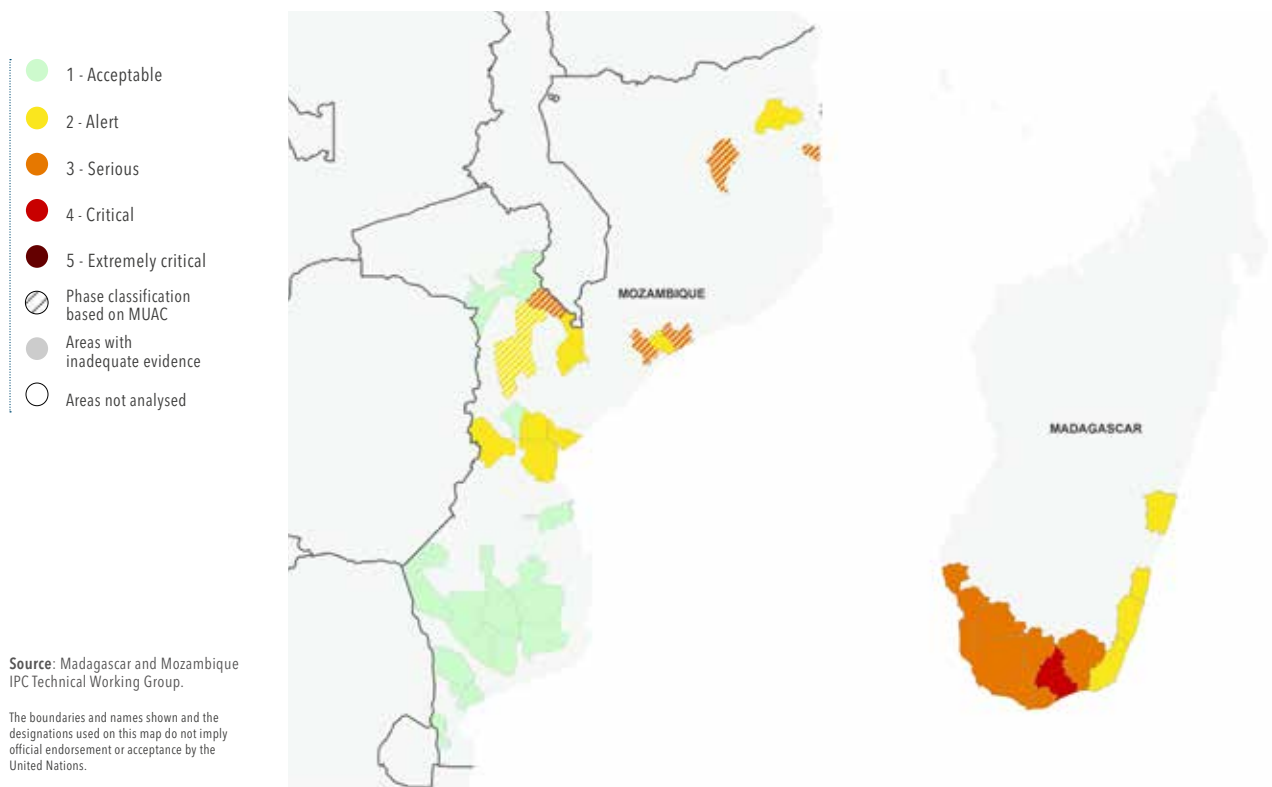 1 - Acceptable
2 - Alert
3 - Serious
4 - Critical
5 - Extremely critical
Phase classification
based on MUAC
Areas with
inadequate evidence
Areas not analysed
MOZAMBIQUE
MADAGASCAR
Source: Madagascar and Mozambique
IPC Technical Working Group.
The boundaries and names shown and the
designations used on this map do not imply
official endorsement or acceptance by the
United Nations.